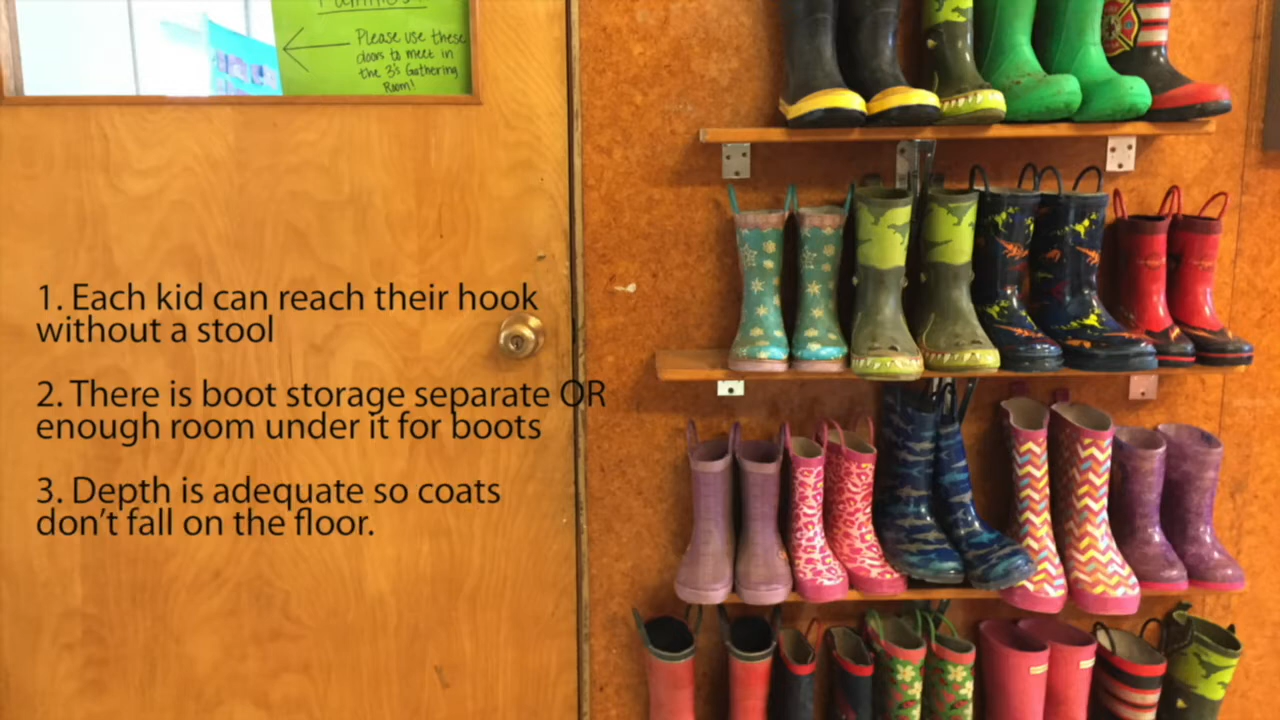 Families!
Please use these
doors to meet in
the 3's Gathering
Room!
1. Each kid can reach their hook
without a stool
2. There is boot storage separate OR
enough room under it for boots
3. Depth is adequate so coats
don't fall on the floor.